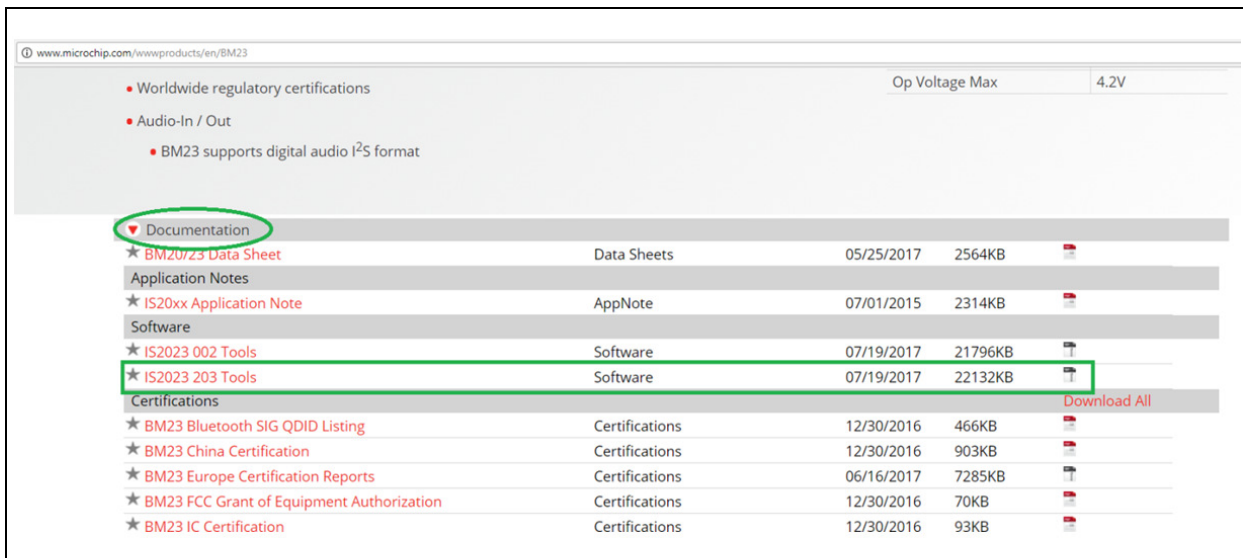 www.microchip.com/wwwproducts/en/BM23
• Worldwide regulatory certifications
Op Voltage Max 4.2V
• Audio-In / Out
• BM23 supports digital audio I²S format
Documentation
BM20/23 Data Sheet Data Sheets 05/25/2017 2564KB
Application Notes
IS20xx Application Note AppNote 07/01/2015 2314KB
Software
IS2023 002 Tools Software 07/19/2017 21796KB
IS2023 203 Tools Software 07/19/2017 22132KB
Certifications Download All
BM23 Bluetooth SIG QDID Listing Certifications 12/30/2016 466KB
BM23 China Certification Certifications 12/30/2016 903KB
BM23 Europe Certification Reports Certifications 06/16/2017 7285KB
BM23 FCC Grant of Equipment Authorization Certifications 12/30/2016 70KB
BM23 IC Certification Certifications 12/30/2016 93KB